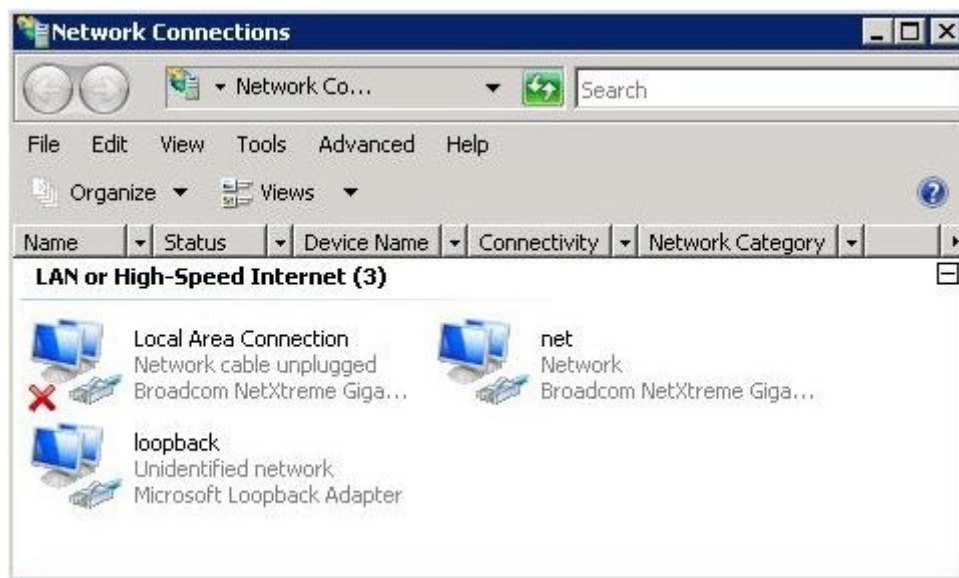 Network Connections
Network Co...
Search
File Edit View Tools Advanced Help
Organize Views
Name Status Device Name Connectivity Network Category
LAN or High-Speed Internet (3)
Local Area Connection
Network cable unplugged
Broadcom NetXtreme Giga...
net
Network
Broadcom NetXtreme Giga...
loopback
Unidentified network
Microsoft Loopback Adapter